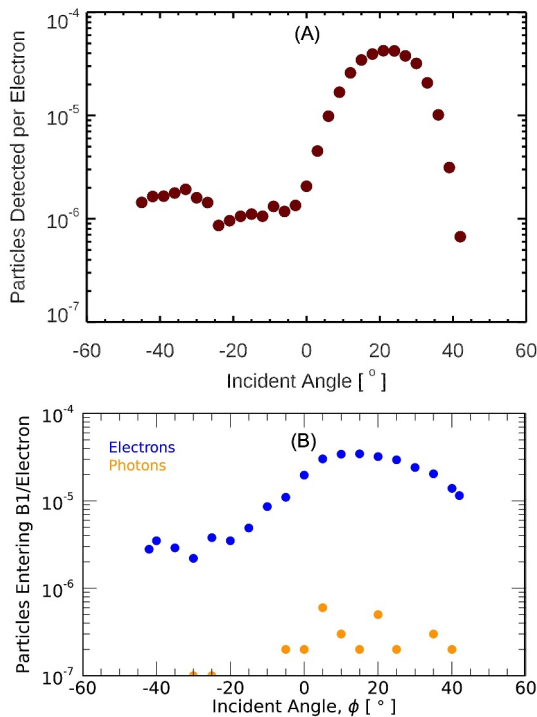 (A)
Particles Detected per Electron
10⁻⁴
10⁻⁵
10⁻⁶
10⁻⁷
-60 -40 -20 0 20 40 60
Incident Angle [ ° ]
(B)
Electrons
Photons
Particles Entering B1/Electron
10⁻⁴
10⁻⁵
10⁻⁶
10⁻⁷
-60 -40 -20 0 20 40 60
Incident Angle, ϕ [ ° ]